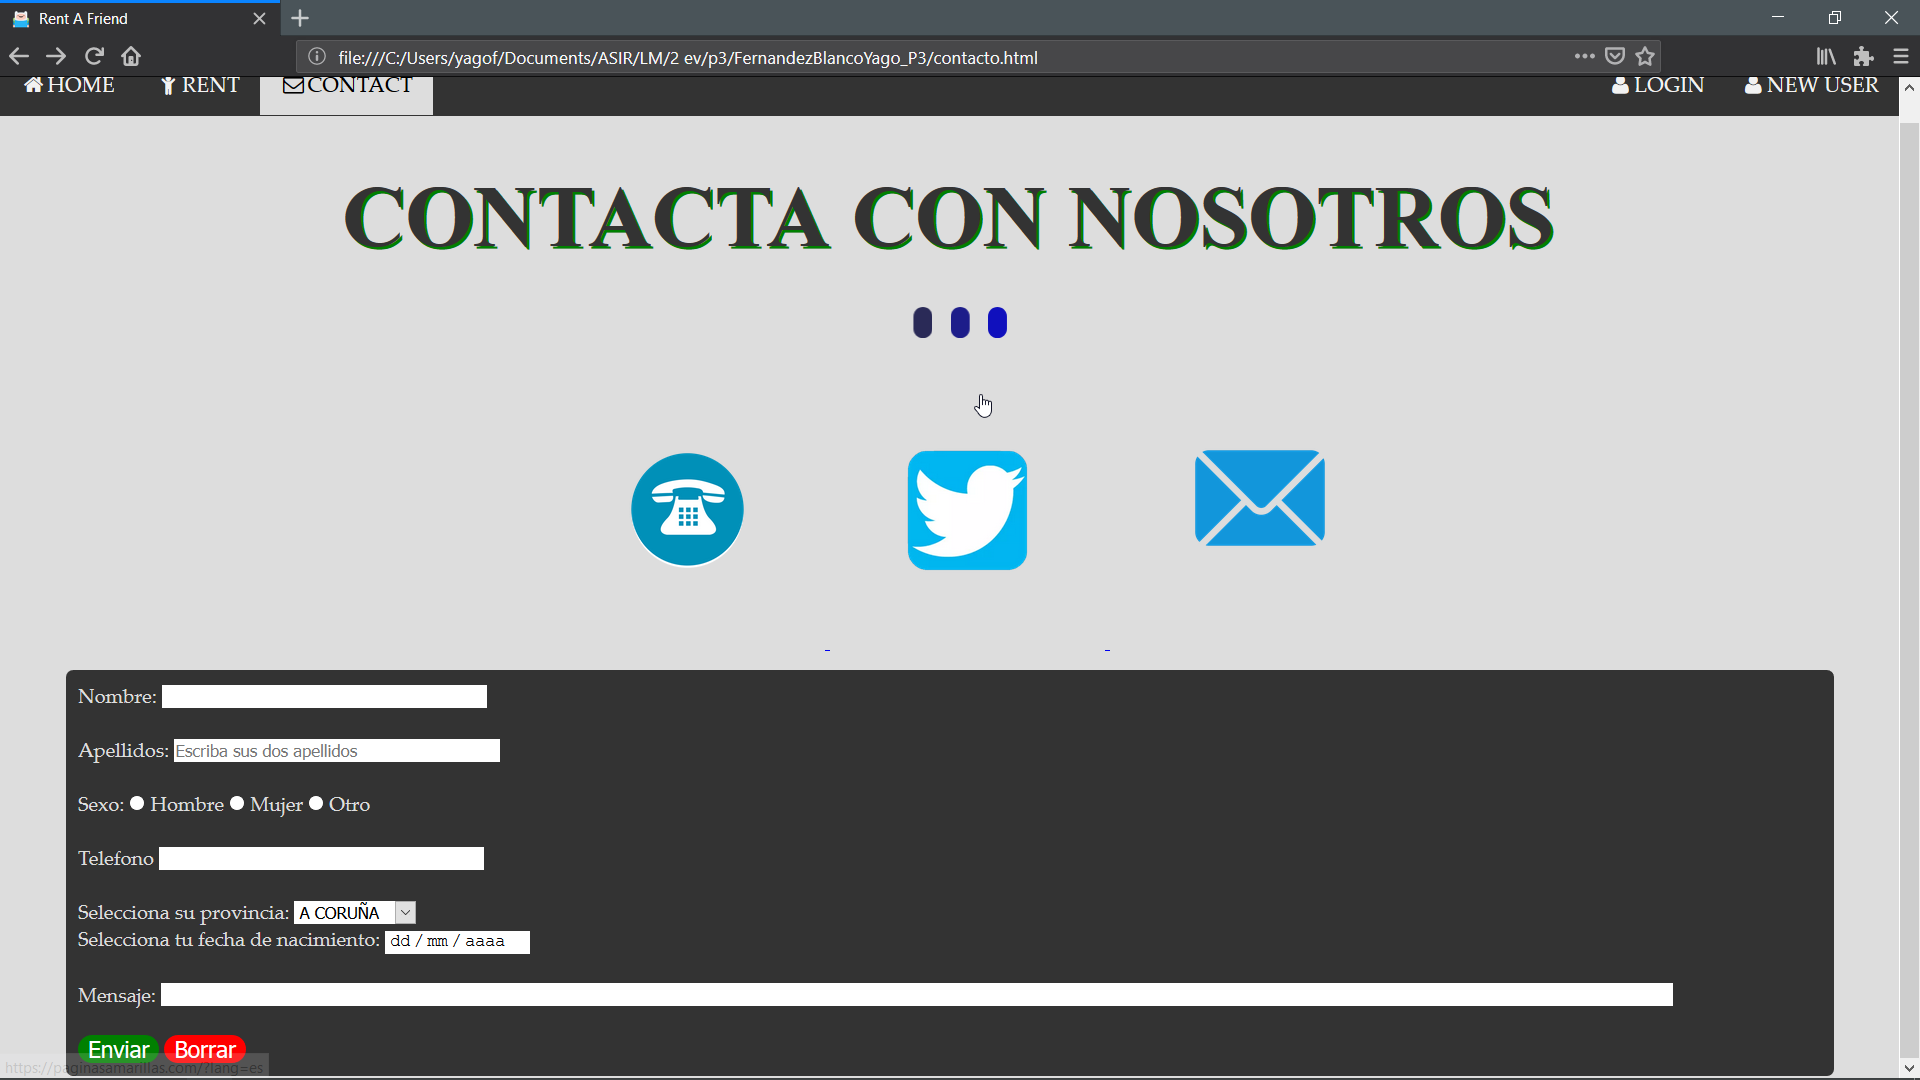 Rent A Friend
file:///C:/Users/yagof/Documents/ASIR/LM/2 ev/p3/FernandezBlancoYago_P3/contacto.html
HOME RENT CONTACT LOGIN NEW USER
CONTACTA CON NOSOTROS
Nombre:
Apellidos: Escriba sus dos apellidos
Sexo: Hombre Mujer Otro
Telefono
Selecciona su provincia: A CORUÑA
Selecciona tu fecha de nacimiento: dd / mm / aaaa
Mensaje:
Enviar Borrar
https://paginasamarillas.com/?lang=es